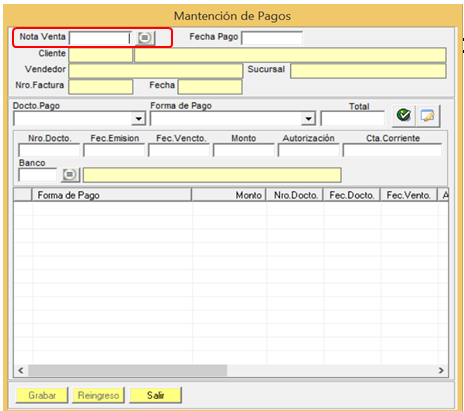 Mantención de Pagos
Nota Venta Fecha Pago
Cliente
Vendedor Sucursal
Nro.Factura Fecha
Docto.Pago Forma de Pago Total
Nro.Docto. Fec.Emision Fec.Vencto. Monto Autorización Cta.Corriente
Banco
Forma de Pago Monto Nro.Docto. Fec.Docto. Fec.Vento. A
Grabar Reingreso Salir